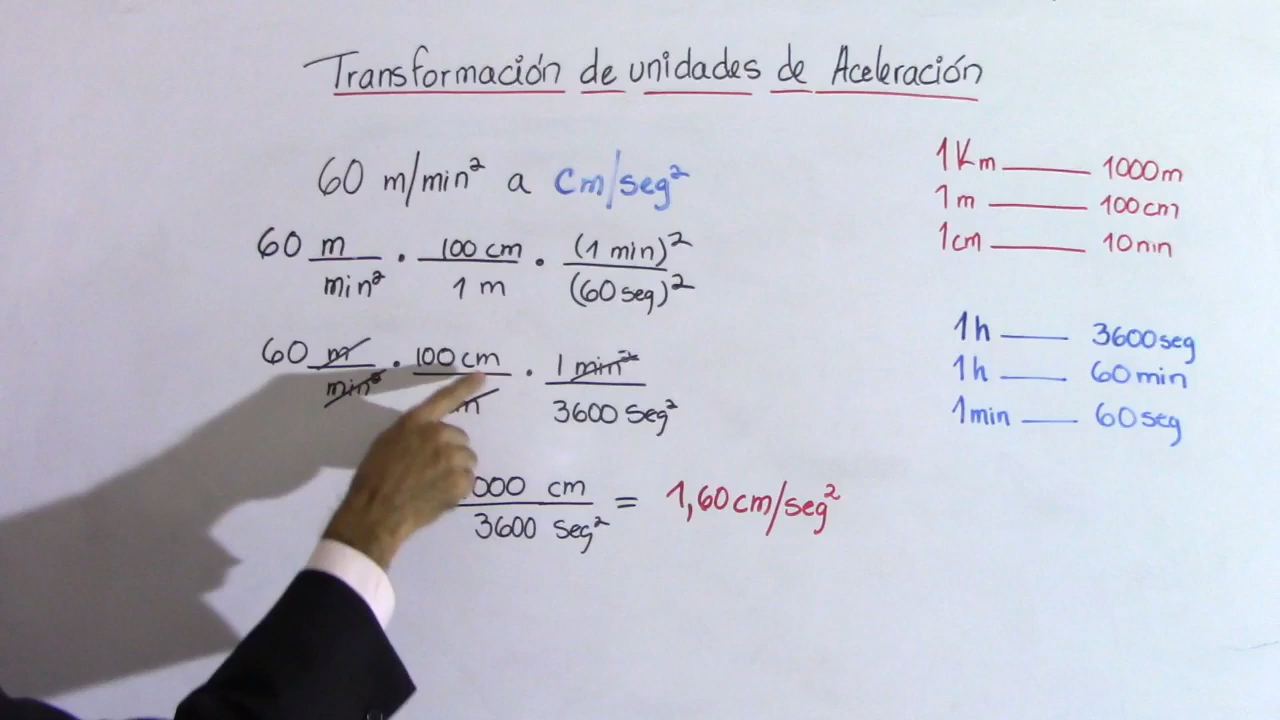 Transformación de unidades de Aceleración
60 m/min² a cm/seg²
60 m/min² · 100 cm/1 m · (1 min)²/(60 seg)²
60 m/min² · 100 cm/m · 1 min²/3600 seg²
000 cm/3600 seg² = 1,60 cm/seg²
1Km 1000m
1m 100cm
1cm 10mm
1h 3600seg
1h 60min
1min 60seg